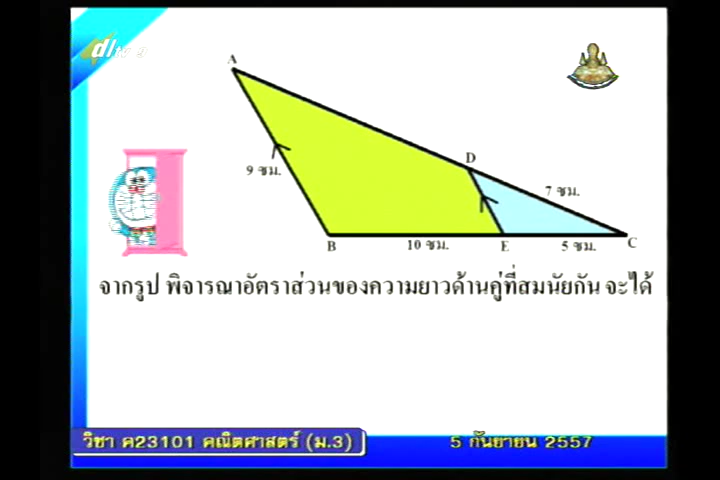 A
D
9 ซม.
7 ซม.
B
10 ซม.
E
5 ซม.
C
จากรูป พิจารณาอัตราส่วนของความยาวด้านคู่ที่สมนัยกัน จะได้
วิชา ค23101 คณิตศาสตร์ (ม.3)
5 กันยายน 2557